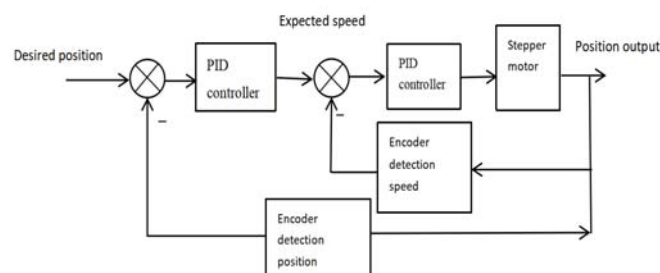 Expected speed
Desired position
PID
controller
PID
controller
Stepper
motor
Position output
–
–
Encoder
detection
speed
Encoder
detection
position